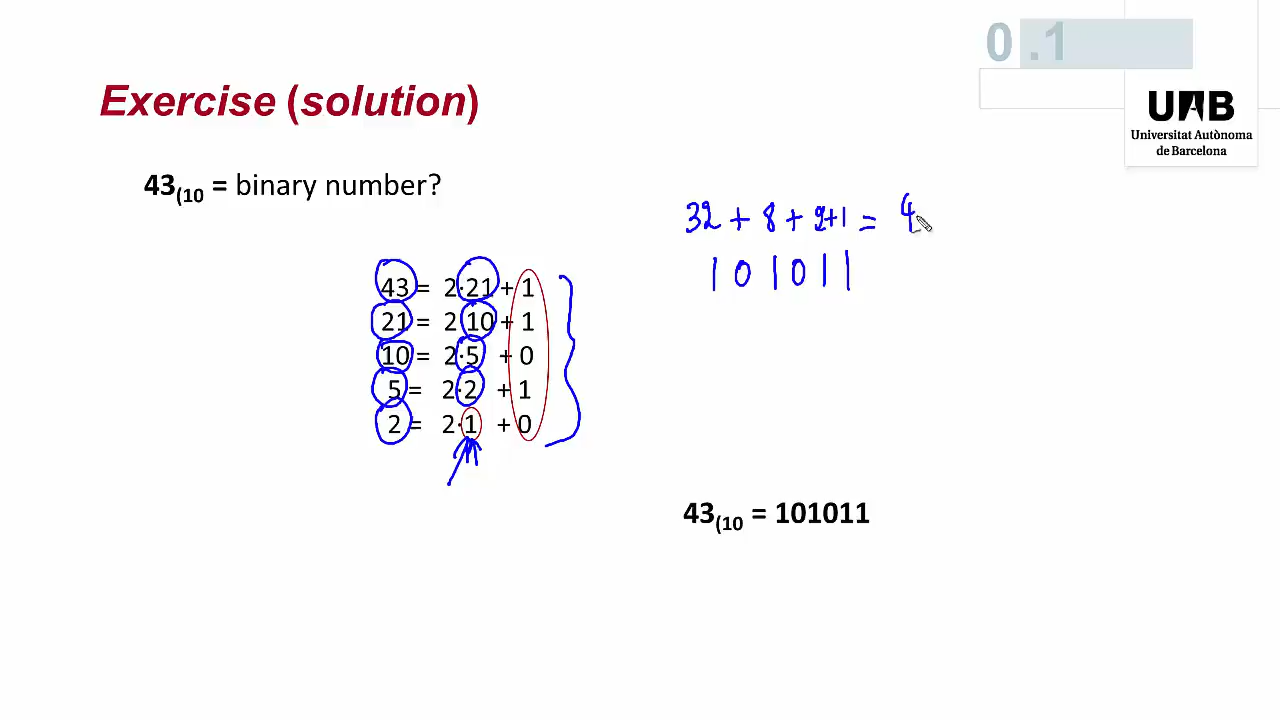 0.1
UAB
Universitat Autònoma
de Barcelona
Exercise (solution)
43(10 = binary number?
32 + 8 + 2+1 = 4
1 0 1 0 1 1
43 = 2·21 + 1
21 = 2·10 + 1
10 = 2·5 + 0
5 = 2·2 + 1
2 = 2·1 + 0
43(10 = 101011